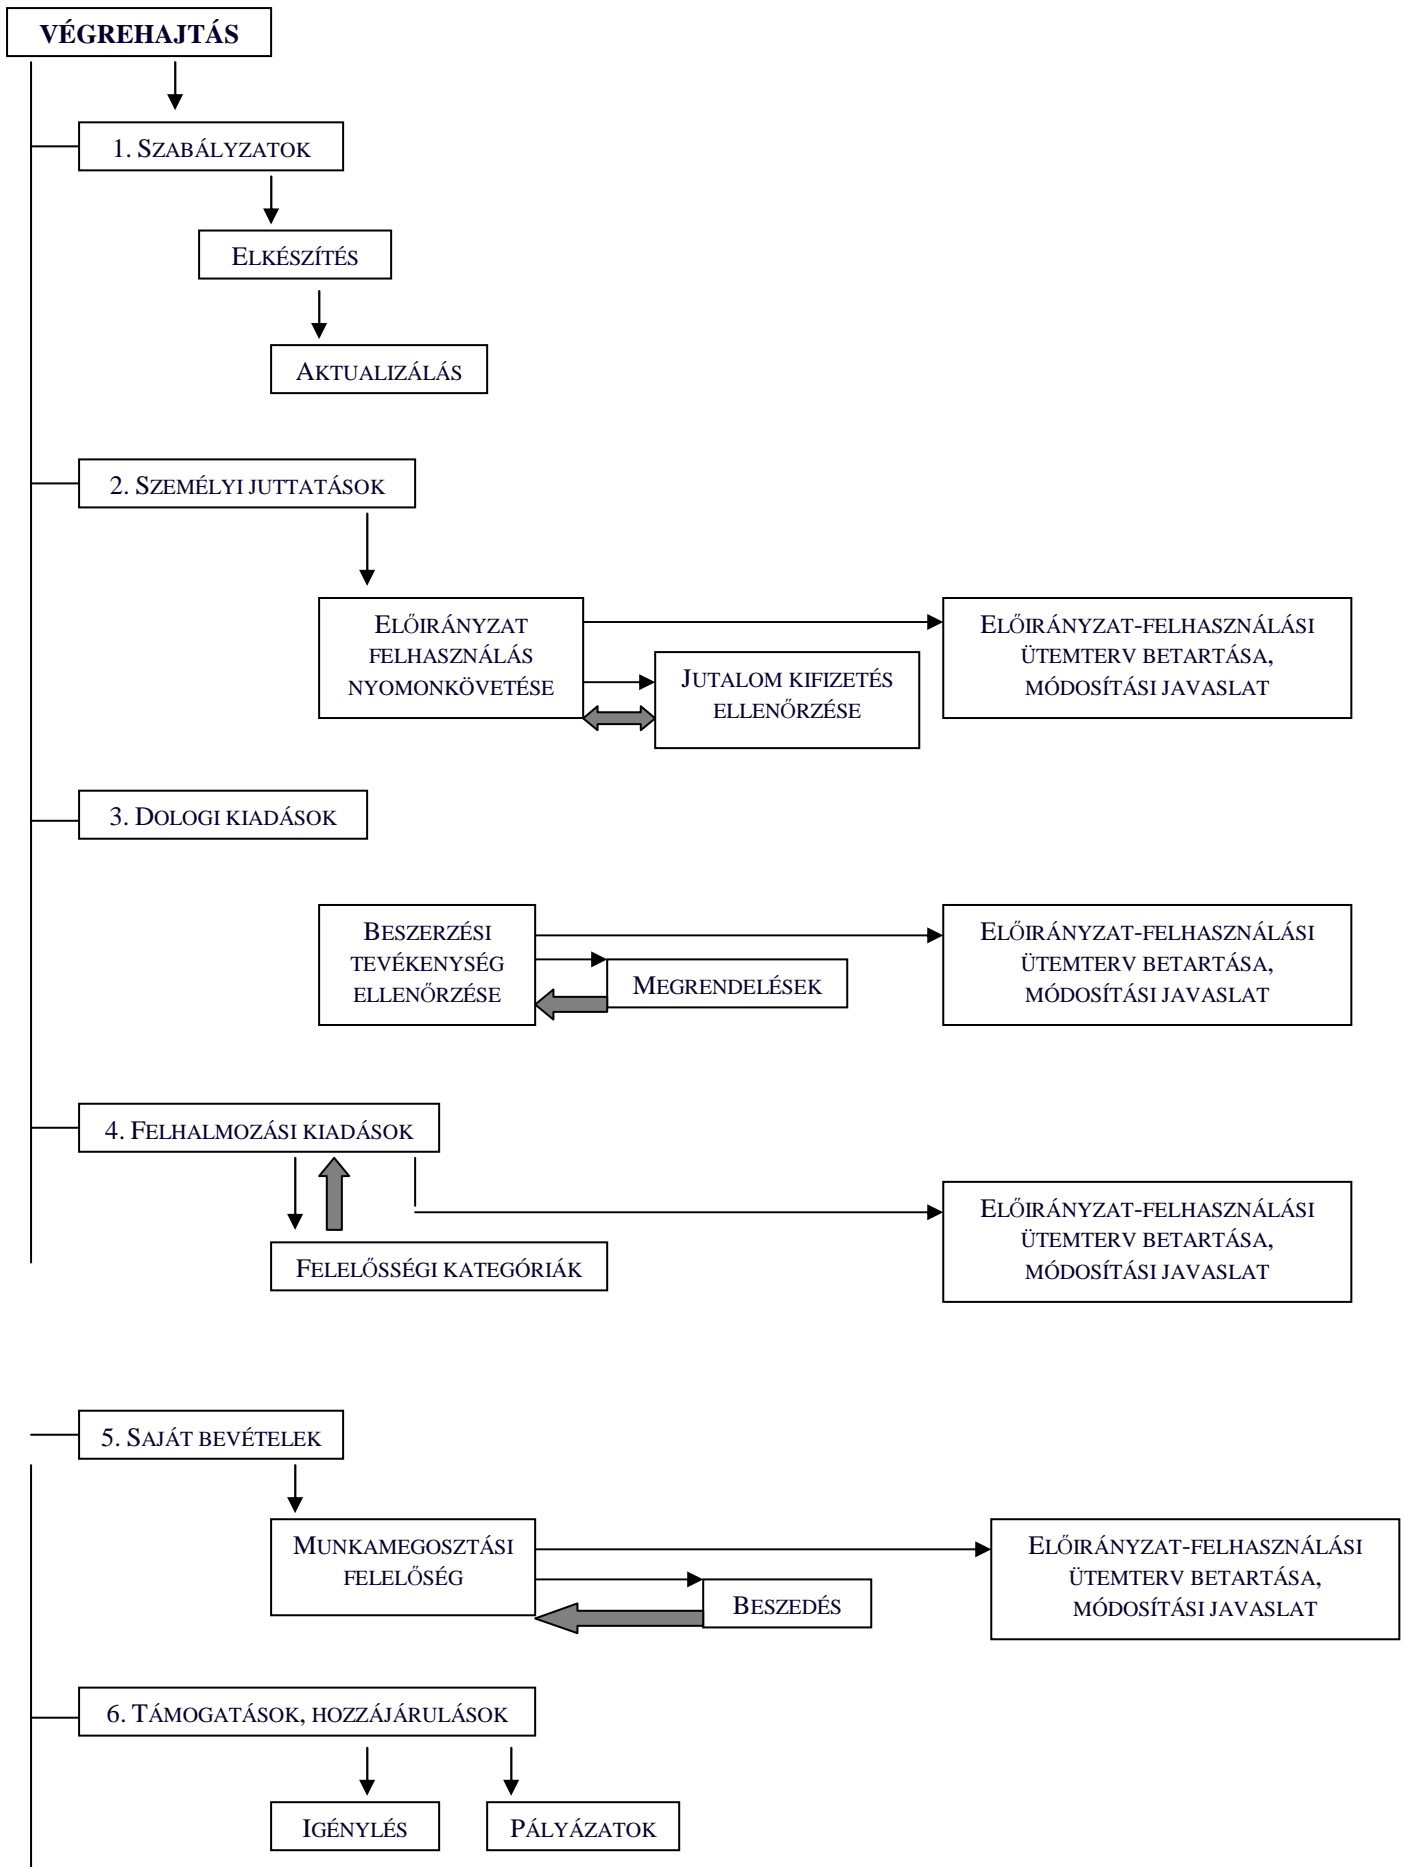 VÉGREHAJTÁS
1. SZABÁLYZATOK
ELKÉSZÍTÉS
AKTUALIZÁLÁS
2. SZEMÉLYI JUTTATÁSOK
ELŐIRÁNYZAT
FELHASZNÁLÁS
NYOMONKÖVETÉSE
JUTALOM KIFIZETÉS
ELLENŐRZÉSE
ELŐIRÁNYZAT-FELHASZNÁLÁSI
ÜTEMTERV BETARTÁSA,
MÓDOSÍTÁSI JAVASLAT
3. DOLOGI KIADÁSOK
BESZERZÉSI
TEVÉKENYSÉG
ELLENŐRZÉSE
MEGRENDELÉSEK
ELŐIRÁNYZAT-FELHASZNÁLÁSI
ÜTEMTERV BETARTÁSA,
MÓDOSÍTÁSI JAVASLAT
4. FELHALMOZÁSI KIADÁSOK
FELELŐSSÉGI KATEGÓRIÁK
ELŐIRÁNYZAT-FELHASZNÁLÁSI
ÜTEMTERV BETARTÁSA,
MÓDOSÍTÁSI JAVASLAT
5. SAJÁT BEVÉTELEK
MUNKAMEGOSZTÁSI
FELELŐSÉG
BESZEDÉS
ELŐIRÁNYZAT-FELHASZNÁLÁSI
ÜTEMTERV BETARTÁSA,
MÓDOSÍTÁSI JAVASLAT
6. TÁMOGATÁSOK, HOZZÁJÁRULÁSOK
IGÉNYLÉS
PÁLYÁZATOK